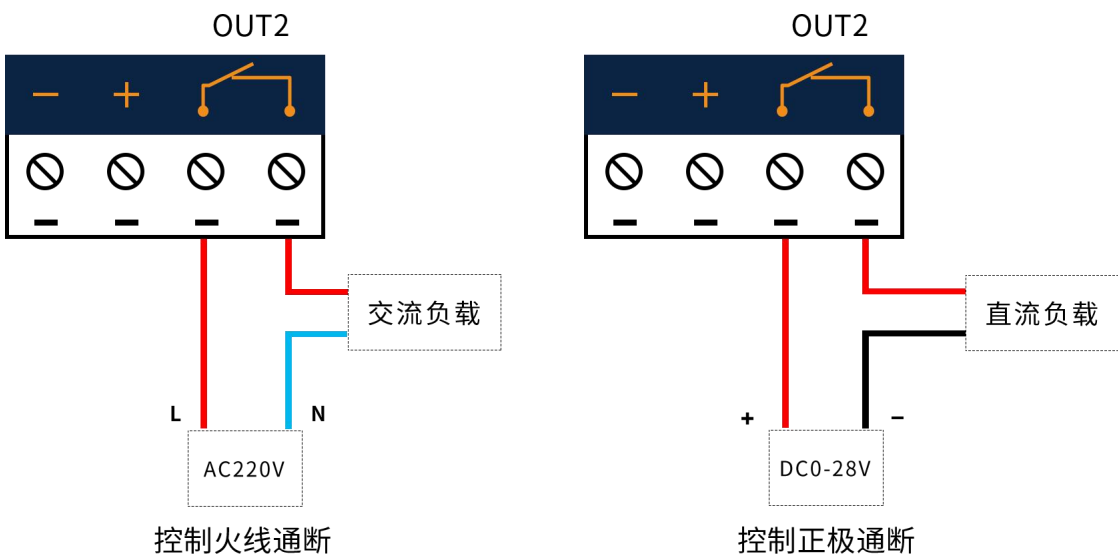 OUT2
OUT2
− +
− +
交流负载
直流负载
L N
+ −
AC220V
DC0-28V
控制火线通断
控制正极通断